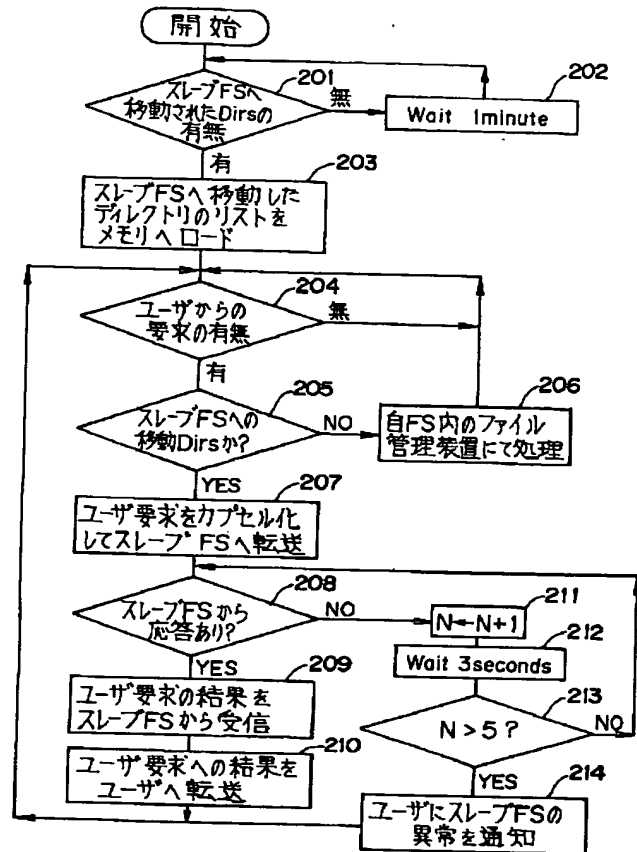 開始
201
スレーブFSへ
移動されたDirsの
有無
無
202
Wait 1minute
有
203
スレーブFSへ移動した
ディレクトリのリストを
メモリへロード
204
ユーザからの
要求の有無
無
有
205
スレーブFSへの
移動Dirsか?
NO
206
自FS内のファイル
管理装置にて処理
YES
207
ユーザ要求をカプセル化
してスレーブFSへ転送
208
スレーブFSから
応答あり?
NO
211
N←N+1
212
Wait 3seconds
YES
209
ユーザ要求の結果を
スレーブFSから受信
213
N>5?
NO
210
ユーザ要求への結果を
ユーザへ転送
YES
214
ユーザにスレーブFSの
異常を通知